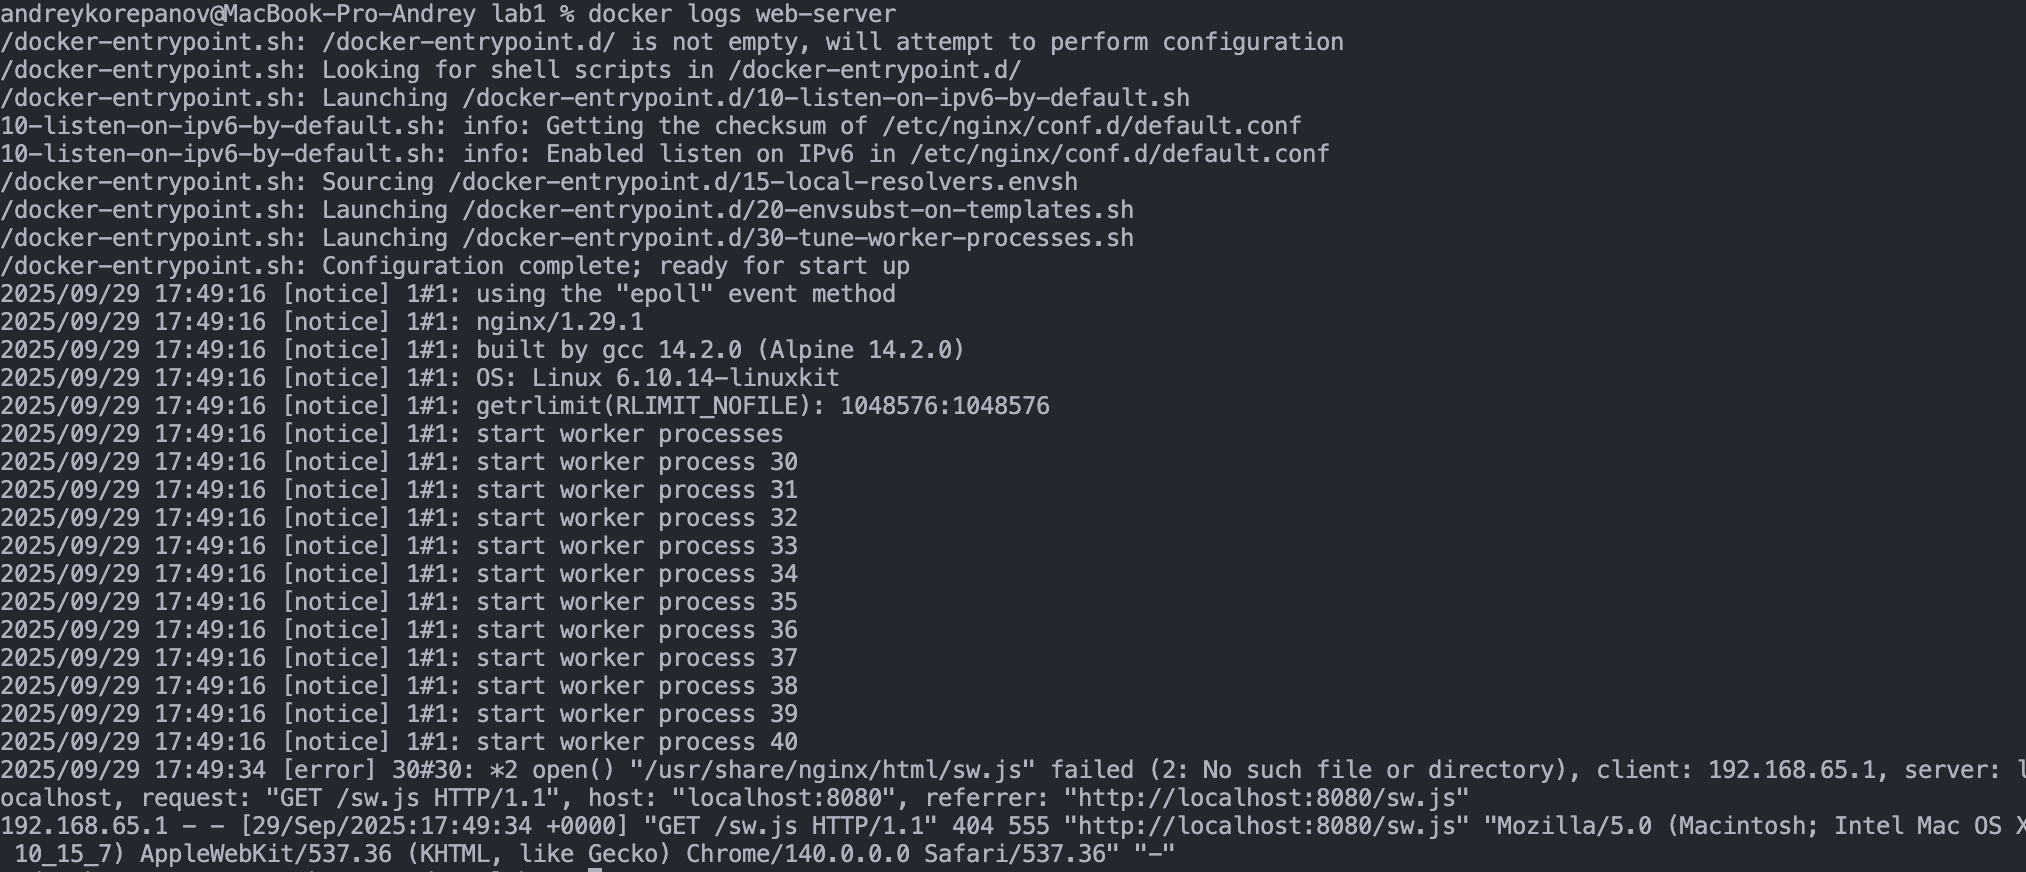 andreykorepanov@MacBook-Pro-Andrey lab1 % docker logs web-server
/docker-entrypoint.sh: /docker-entrypoint.d/ is not empty, will attempt to perform configuration
/docker-entrypoint.sh: Looking for shell scripts in /docker-entrypoint.d/
/docker-entrypoint.sh: Launching /docker-entrypoint.d/10-listen-on-ipv6-by-default.sh
10-listen-on-ipv6-by-default.sh: info: Getting the checksum of /etc/nginx/conf.d/default.conf
10-listen-on-ipv6-by-default.sh: info: Enabled listen on IPv6 in /etc/nginx/conf.d/default.conf
/docker-entrypoint.sh: Sourcing /docker-entrypoint.d/15-local-resolvers.envsh
/docker-entrypoint.sh: Launching /docker-entrypoint.d/20-envsubst-on-templates.sh
/docker-entrypoint.sh: Launching /docker-entrypoint.d/30-tune-worker-processes.sh
/docker-entrypoint.sh: Configuration complete; ready for start up
2025/09/29 17:49:16 [notice] 1#1: using the "epoll" event method
2025/09/29 17:49:16 [notice] 1#1: nginx/1.29.1
2025/09/29 17:49:16 [notice] 1#1: built by gcc 14.2.0 (Alpine 14.2.0)
2025/09/29 17:49:16 [notice] 1#1: OS: Linux 6.10.14-linuxkit
2025/09/29 17:49:16 [notice] 1#1: getrlimit(RLIMIT_NOFILE): 1048576:1048576
2025/09/29 17:49:16 [notice] 1#1: start worker processes
2025/09/29 17:49:16 [notice] 1#1: start worker process 30
2025/09/29 17:49:16 [notice] 1#1: start worker process 31
2025/09/29 17:49:16 [notice] 1#1: start worker process 32
2025/09/29 17:49:16 [notice] 1#1: start worker process 33
2025/09/29 17:49:16 [notice] 1#1: start worker process 34
2025/09/29 17:49:16 [notice] 1#1: start worker process 35
2025/09/29 17:49:16 [notice] 1#1: start worker process 36
2025/09/29 17:49:16 [notice] 1#1: start worker process 37
2025/09/29 17:49:16 [notice] 1#1: start worker process 38
2025/09/29 17:49:16 [notice] 1#1: start worker process 39
2025/09/29 17:49:16 [notice] 1#1: start worker process 40
2025/09/29 17:49:34 [error] 30#30: *2 open() "/usr/share/nginx/html/sw.js" failed (2: No such file or directory), client: 192.168.65.1, server: l
ocalhost, request: "GET /sw.js HTTP/1.1", host: "localhost:8080", referrer: "http://localhost:8080/sw.js"
192.168.65.1 - - [29/Sep/2025:17:49:34 +0000] "GET /sw.js HTTP/1.1" 404 555 "http://localhost:8080/sw.js" "Mozilla/5.0 (Macintosh; Intel Mac OS X
 10_15_7) AppleWebKit/537.36 (KHTML, like Gecko) Chrome/140.0.0.0 Safari/537.36" "-"